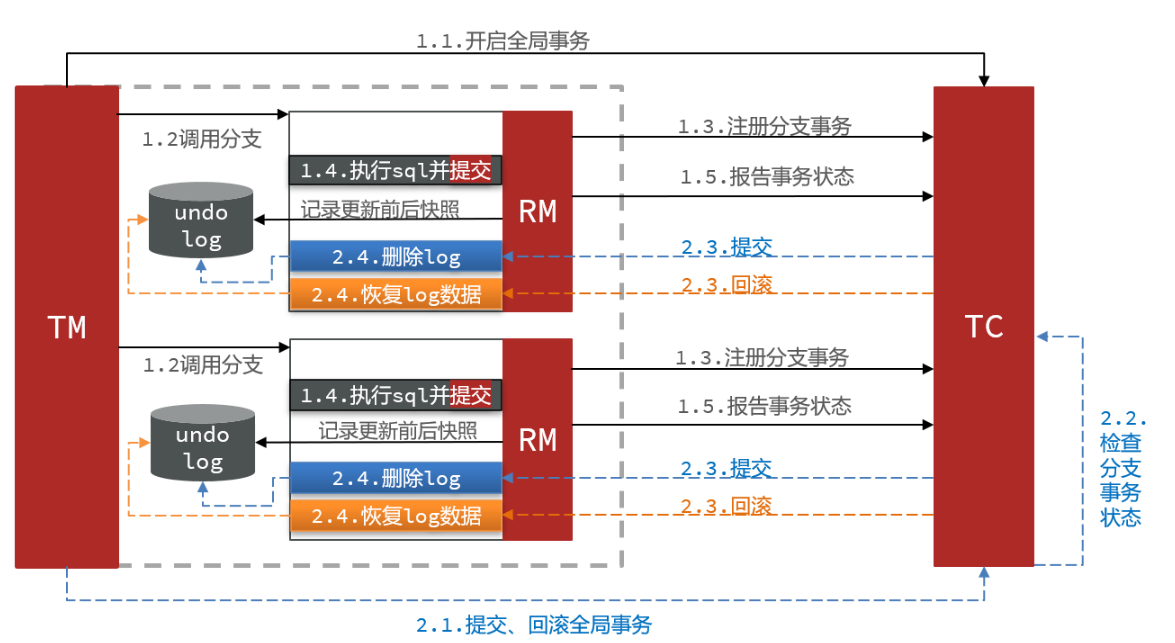 1.1.开启全局事务
TM
1.2调用分支
1.4.执行sql并提交
记录更新前后快照
undo
log
2.4.删除log
2.4.恢复log数据
RM
1.3.注册分支事务
1.5.报告事务状态
2.3.提交
2.3.回滚
TC
1.2调用分支
1.4.执行sql并提交
记录更新前后快照
undo
log
2.4.删除log
2.4.恢复log数据
RM
1.3.注册分支事务
1.5.报告事务状态
2.3.提交
2.3.回滚
2.2.
检查
分支
事务
状态
2.1.提交、回滚全局事务